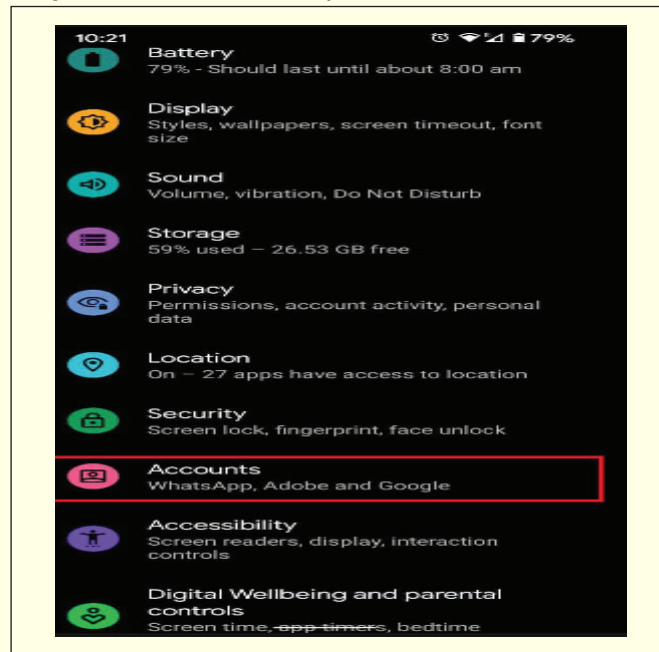 10:21 79%
Battery
79% - Should last until about 8:00 am
Display
Styles, wallpapers, screen timeout, font
size
Sound
Volume, vibration, Do Not Disturb
Storage
59% used – 26.53 GB free
Privacy
Permissions, account activity, personal
data
Location
On – 27 apps have access to location
Security
Screen lock, fingerprint, face unlock
Accounts
WhatsApp, Adobe and Google
Accessibility
Screen readers, display, interaction
controls
Digital Wellbeing and parental
controls
Screen time, app timers, bedtime